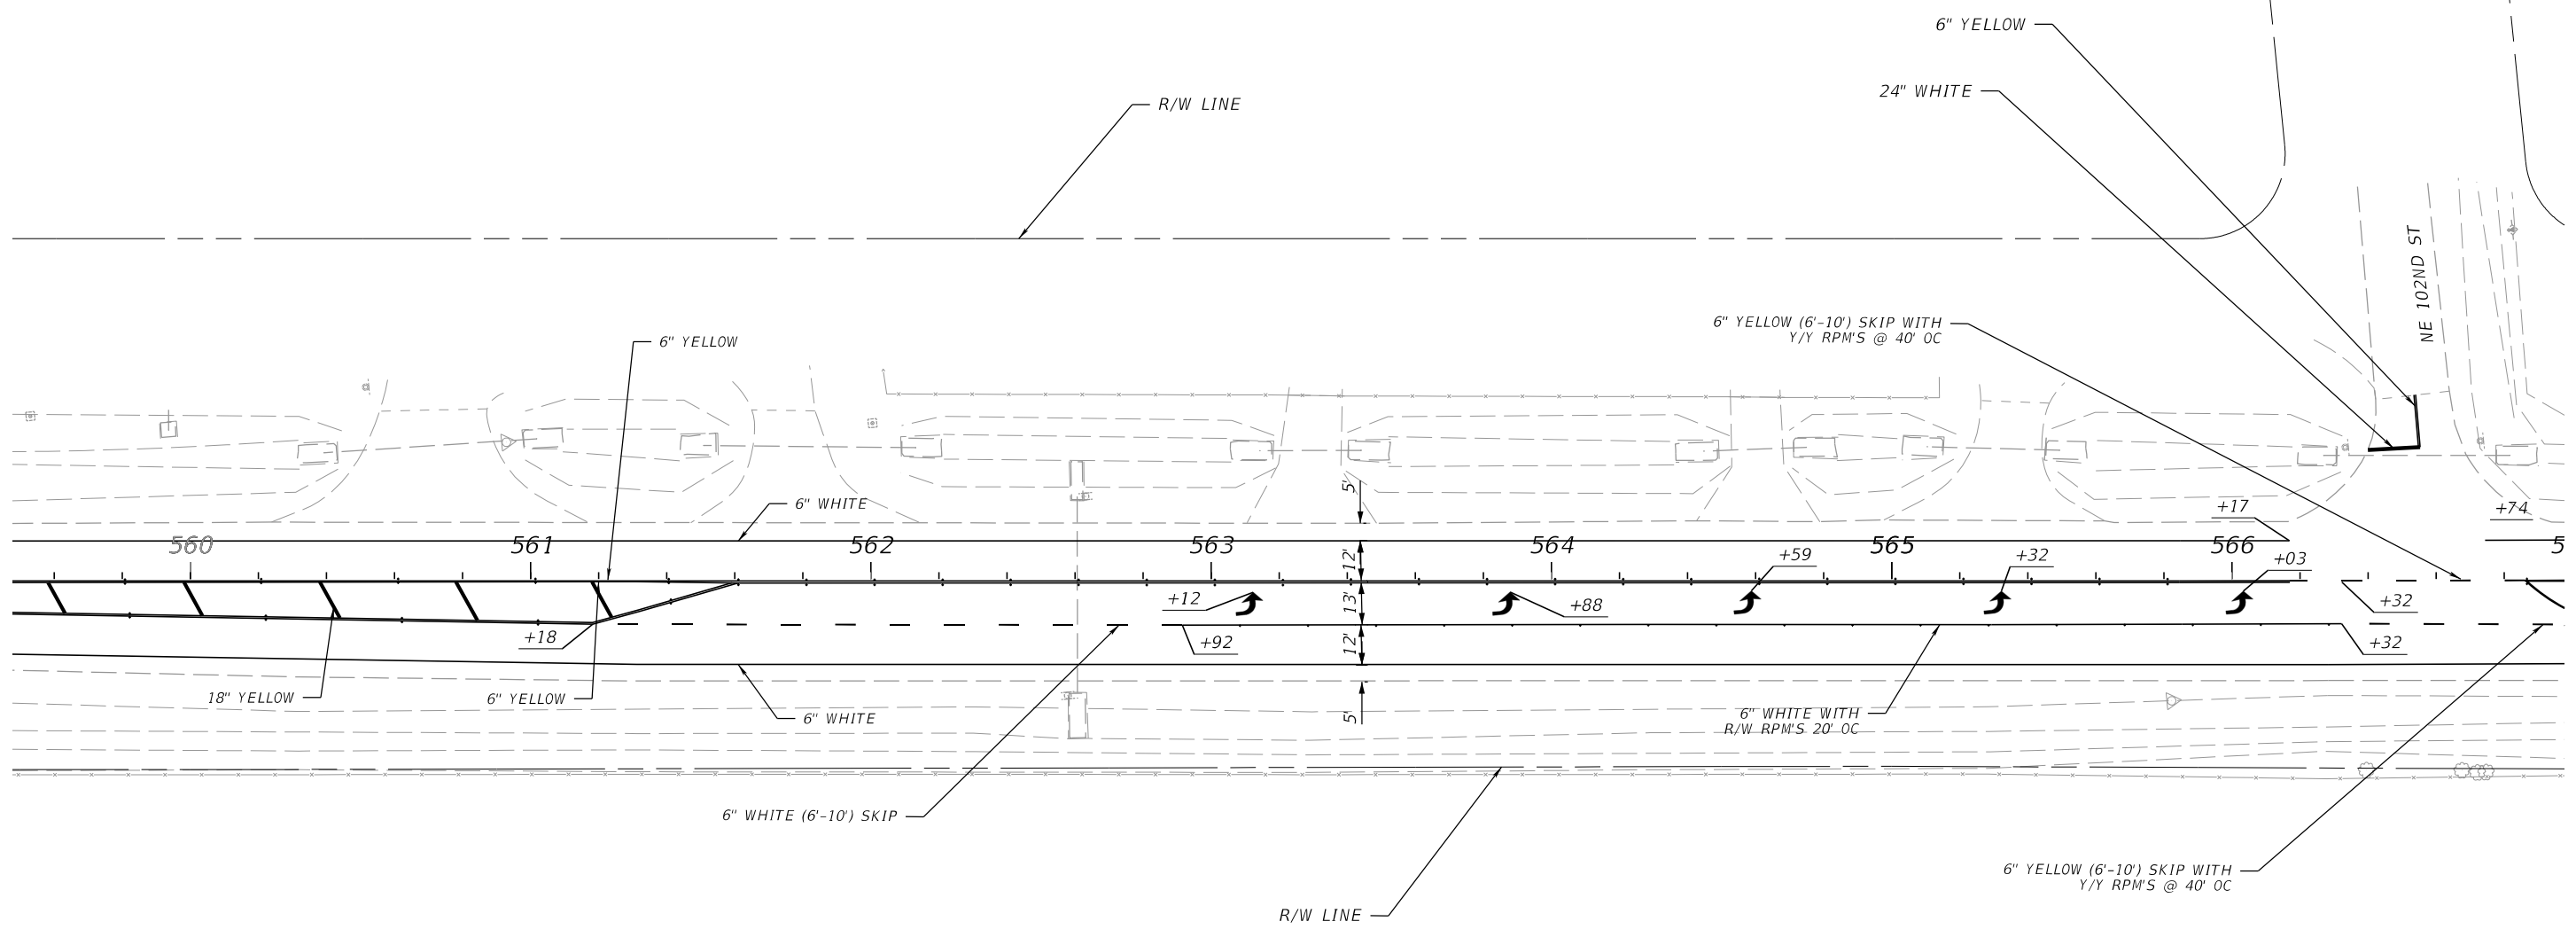 6" YELLOW
24" WHITE
R/W LINE
NE 102ND ST
6" YELLOW (6'-10') SKIP WITH
Y/Y RPM'S @ 40' OC
6" YELLOW
6" WHITE
5'
+17
+74
560
561
562
563
564
565
566
5
12'
+59
+32
+03
+12
+88
13'
+32
+18
+92
12'
+32
18" YELLOW
6" YELLOW
6" WHITE
5'
6" WHITE WITH
R/W RPM'S 20' OC
6" WHITE (6'-10') SKIP
6" YELLOW (6'-10') SKIP WITH
Y/Y RPM'S @ 40' OC
R/W LINE